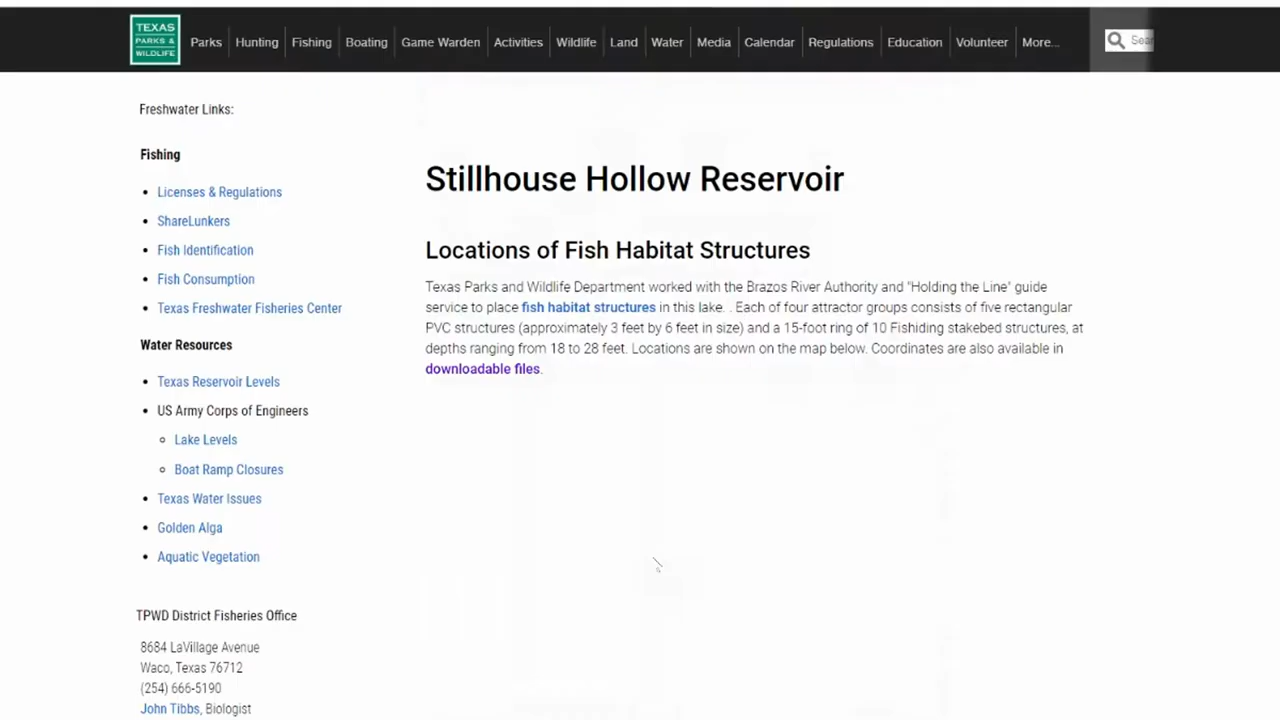 TEXAS
PARKS &
WILDLIFE
Parks
Hunting
Fishing
Boating
Game Warden
Activities
Wildlife
Land
Water
Media
Calendar
Regulations
Education
Volunteer
More...
Sear
Freshwater Links:
Fishing
Licenses & Regulations
ShareLunkers
Fish Identification
Fish Consumption
Texas Freshwater Fisheries Center
Water Resources
Texas Reservoir Levels
US Army Corps of Engineers
Lake Levels
Boat Ramp Closures
Texas Water Issues
Golden Alga
Aquatic Vegetation
TPWD District Fisheries Office
8684 LaVillage Avenue
Waco, Texas 76712
(254) 666-5190
John Tibbs, Biologist
Stillhouse Hollow Reservoir
Locations of Fish Habitat Structures
Texas Parks and Wildlife Department worked with the Brazos River Authority and "Holding the Line" guide
service to place fish habitat structures in this lake. . Each of four attractor groups consists of five rectangular
PVC structures (approximately 3 feet by 6 feet in size) and a 15-foot ring of 10 Fishiding stakebed structures, at
depths ranging from 18 to 28 feet. Locations are shown on the map below. Coordinates are also available in
downloadable files.